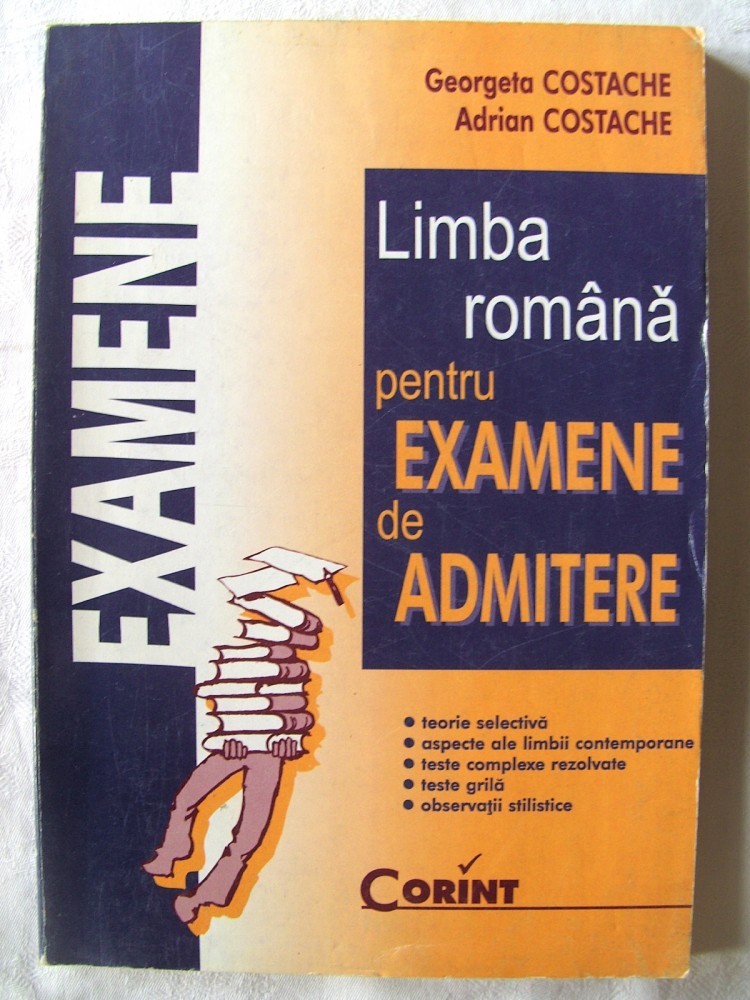 Georgeta COSTACHE
Adrian COSTACHE
EXAMENE
Limba
română
pentru
EXAMENE
de
ADMITERE
• teorie selectivă
• aspecte ale limbii contemporane
• teste complexe rezolvate
• teste grilă
• observaţii stilistice
CORINT